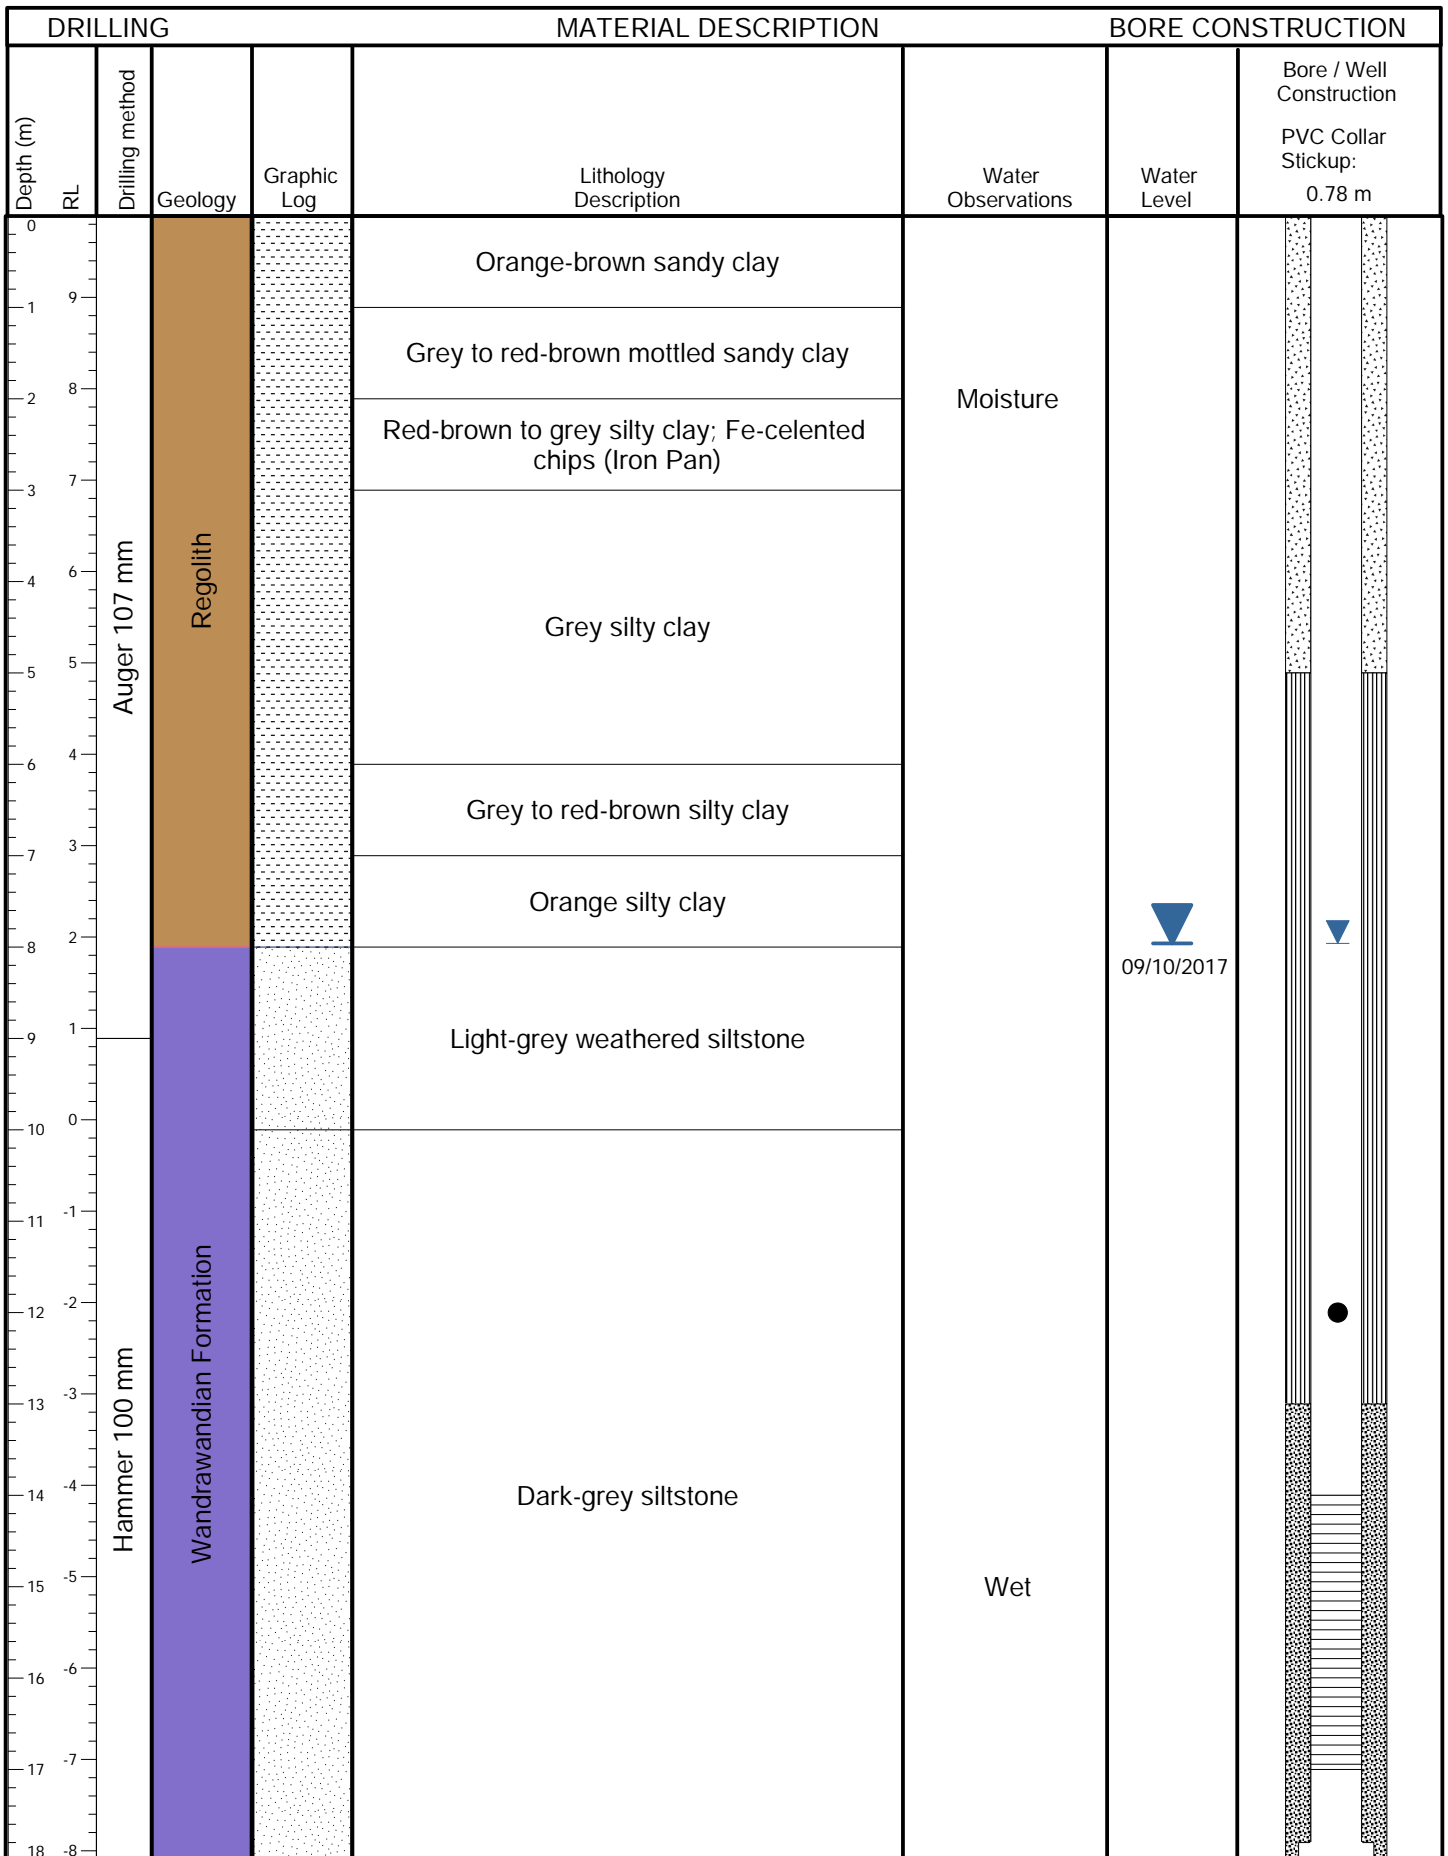 DRILLING
MATERIAL DESCRIPTION
BORE CONSTRUCTION
Depth (m)
RL
Drilling method
Geology
Graphic
Log
Lithology
Description
Water
Observations
Water
Level
Bore / Well
Construction
PVC Collar
Stickup:
0.78 m
0
1
2
3
4
5
6
7
8
9
10
11
12
13
14
15
16
17
18
9
8
7
6
5
4
3
2
1
0
-1
-2
-3
-4
-5
-6
-7
-8
Auger 107 mm
Hammer 100 mm
Regolith
Wandrawandian Formation
Orange-brown sandy clay
Grey to red-brown mottled sandy clay
Red-brown to grey silty clay; Fe-celented
chips (Iron Pan)
Grey silty clay
Grey to red-brown silty clay
Orange silty clay
Light-grey weathered siltstone
Dark-grey siltstone
Moisture
Wet
09/10/2017